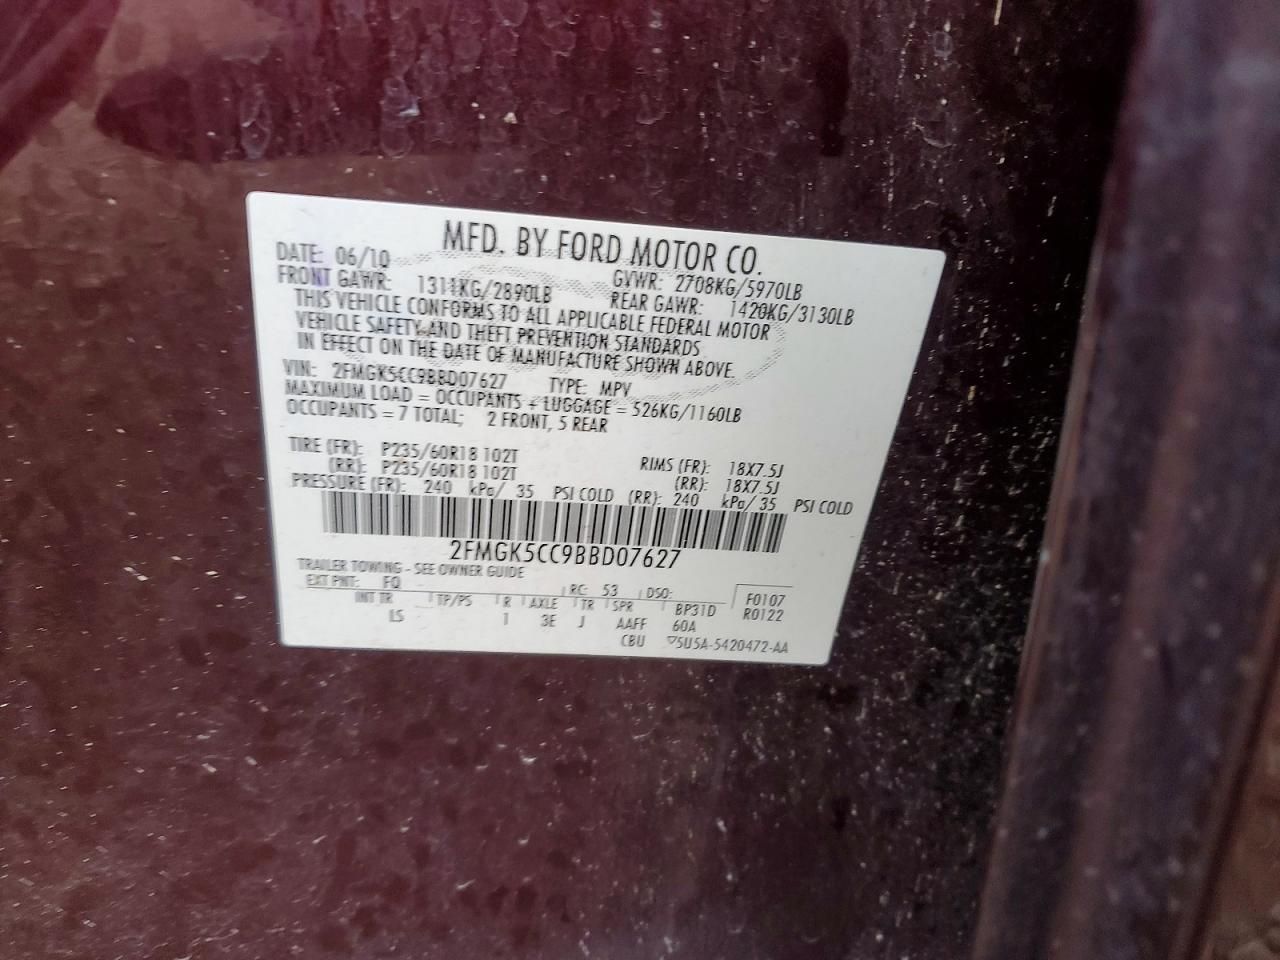 MFD. BY FORD MOTOR CO.
DATE: 06/10 GVWR: 2708KG/5970LB
FRONT GAWR: 1311KG/2890LB REAR GAWR: 1420KG/3130LB
THIS VEHICLE CONFORMS TO ALL APPLICABLE FEDERAL MOTOR
VEHICLE SAFETY AND THEFT PREVENTION STANDARDS
IN EFFECT ON THE DATE OF MANUFACTURE SHOWN ABOVE.
VIN: 2FMGK5CC9BBD07627 TYPE: MPV
MAXIMUM LOAD = OCCUPANTS + LUGGAGE = 526KG/1160LB
OCCUPANTS = 7 TOTAL; 2 FRONT, 5 REAR
TIRE (FR): P235/60R18 102T RIMS (FR): 18X7.5J
(RR): P235/60R18 102T (RR): 18X7.5J
PRESSURE (FR): 240 kPa/ 35 PSI COLD (RR): 240 kPa/ 35 PSI COLD
2FMGK5CC9BBD07627
TRAILER TOWING - SEE OWNER GUIDE
EXT PNT: FQ RC: 53 DSO: F0107
INT TR TP/PS R AXLE TR SPR BP31D R0122
LS 1 3E J AAFF 60A
CBU ▽5U5A-5420472-AA